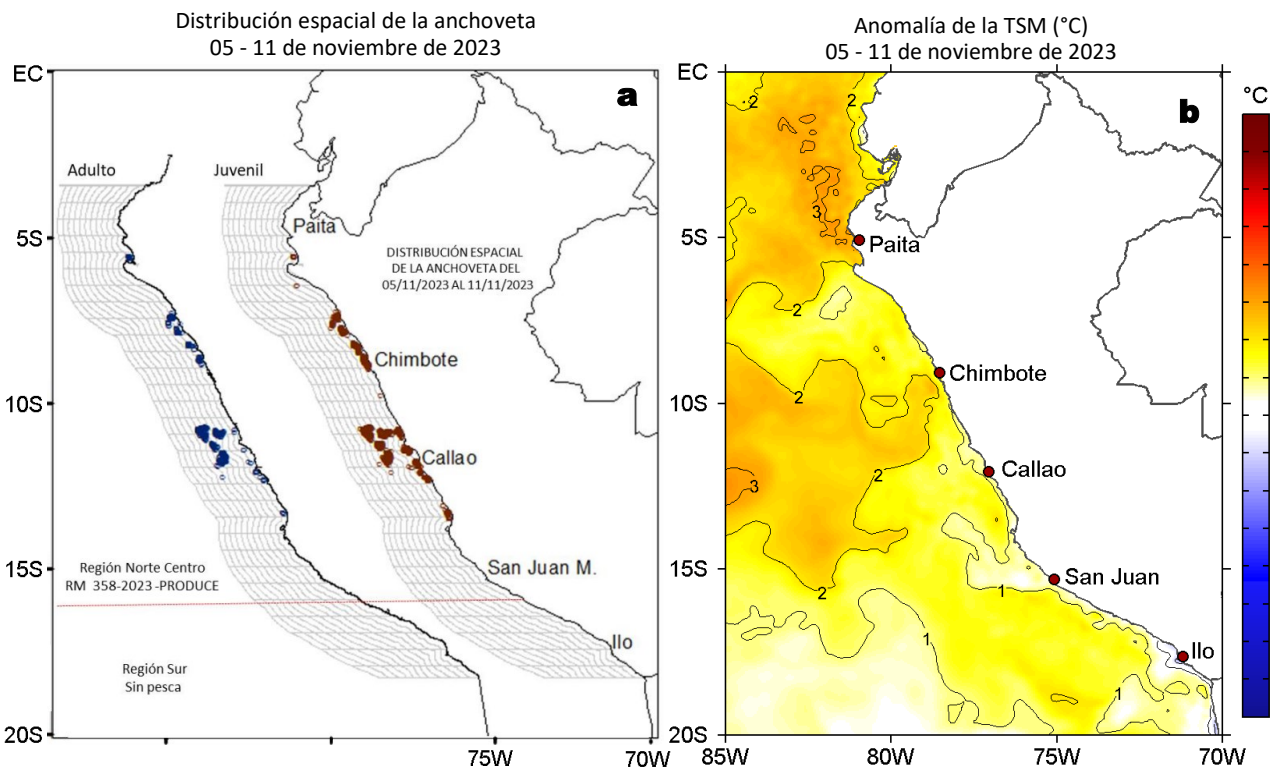 Distribución espacial de la anchoveta
05 - 11 de noviembre de 2023
EC
5S
10S
15S
20S
75W
70W
a
Adulto
Juvenil
Paita
DISTRIBUCIÓN ESPACIAL
DE LA ANCHOVETA DEL
05/11/2023 AL 11/11/2023
Chimbote
Callao
San Juan M.
Ilo
Región Norte Centro
RM 358-2023 -PRODUCE
Región Sur
Sin pesca
Anomalía de la TSM (°C)
05 - 11 de noviembre de 2023
EC
5S
10S
15S
20S
85W
80W
75W
70W
b
°C
2
2
3
Paita
2
Chimbote
2
2
3
Callao
2
San Juan
1
1
Ilo
1